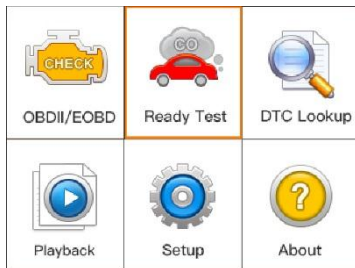 CHECK
CO
OBDII/EOBD
Ready Test
DTC Lookup
?
Playback
Setup
About